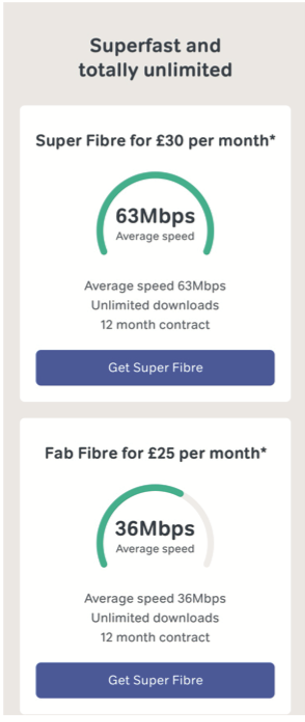 Superfast and
totally unlimited
Super Fibre for £30 per month*
63Mbps
Average speed
Average speed 63Mbps
Unlimited downloads
12 month contract
Get Super Fibre
Fab Fibre for £25 per month*
36Mbps
Average speed
Average speed 36Mbps
Unlimited downloads
12 month contract
Get Super Fibre